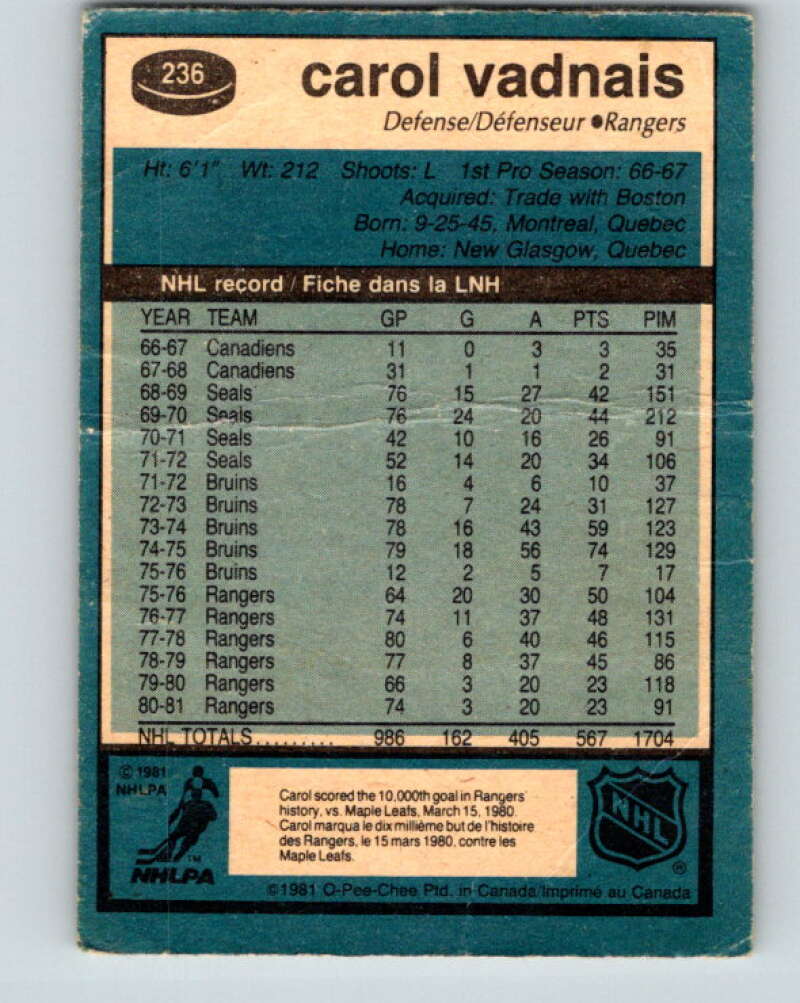 236
carol vadnais
Defense/Défenseur ●Rangers
Ht: 6'1" Wt: 212 Shoots: L 1st Pro Season: 66-67
Acquired: Trade with Boston
Born: 9-25-45, Montreal, Quebec
Home: New Glasgow, Quebec
NHL record / Fiche dans la LNH
YEAR TEAM GP G A PTS PIM
66-67 Canadiens 11 0 3 3 35
67-68 Canadiens 31 1 1 2 31
68-69 Seals 76 15 27 42 151
69-70 Seals 76 24 20 44 212
70-71 Seals 42 10 16 26 91
71-72 Seals 52 14 20 34 106
71-72 Bruins 16 4 6 10 37
72-73 Bruins 78 7 24 31 127
73-74 Bruins 78 16 43 59 123
74-75 Bruins 79 18 56 74 129
75-76 Bruins 12 2 5 7 17
75-76 Rangers 64 20 30 50 104
76-77 Rangers 74 11 37 48 131
77-78 Rangers 80 6 40 46 115
78-79 Rangers 77 8 37 45 86
79-80 Rangers 66 3 20 23 118
80-81 Rangers 74 3 20 23 91
NHL TOTALS......... 986 162 405 567 1704
© 1981
NHLPA
TM
NHLPA
Carol scored the 10,000th goal in Rangers'
history, vs. Maple Leafs, March 15, 1980.
Carol marqua le dix millième but de l'histoire
des Rangers, le 15 mars 1980, contre les
Maple Leafs.
NHL
®
©1981 O-Pee-Chee Ptd. in Canada/Imprimé au Canada